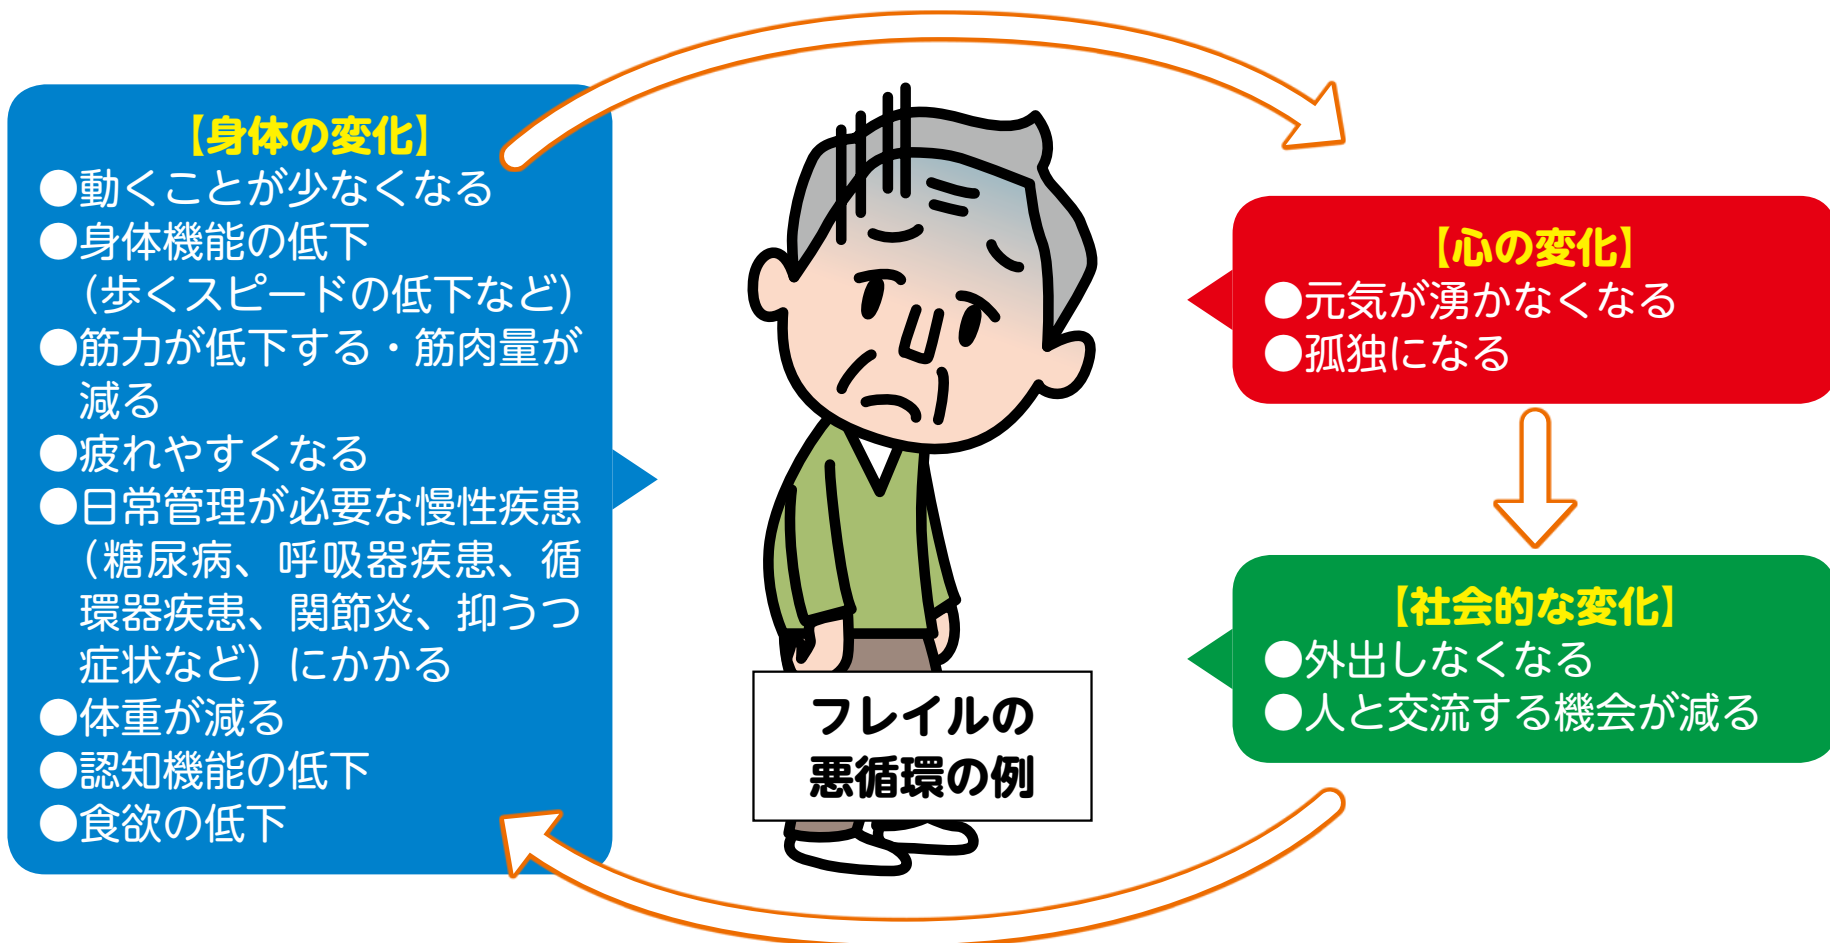 【身体の変化】
●動くことが少なくなる
●身体機能の低下
（歩くスピードの低下など）
●筋力が低下する・筋肉量が
減る
●疲れやすくなる
●日常管理が必要な慢性疾患
（糖尿病、呼吸器疾患、循
環器疾患、関節炎、抑うつ
症状など）にかかる
●体重が減る
●認知機能の低下
●食欲の低下
【心の変化】
●元気が湧かなくなる
●孤独になる
【社会的な変化】
●外出しなくなる
●人と交流する機会が減る
フレイルの
悪循環の例